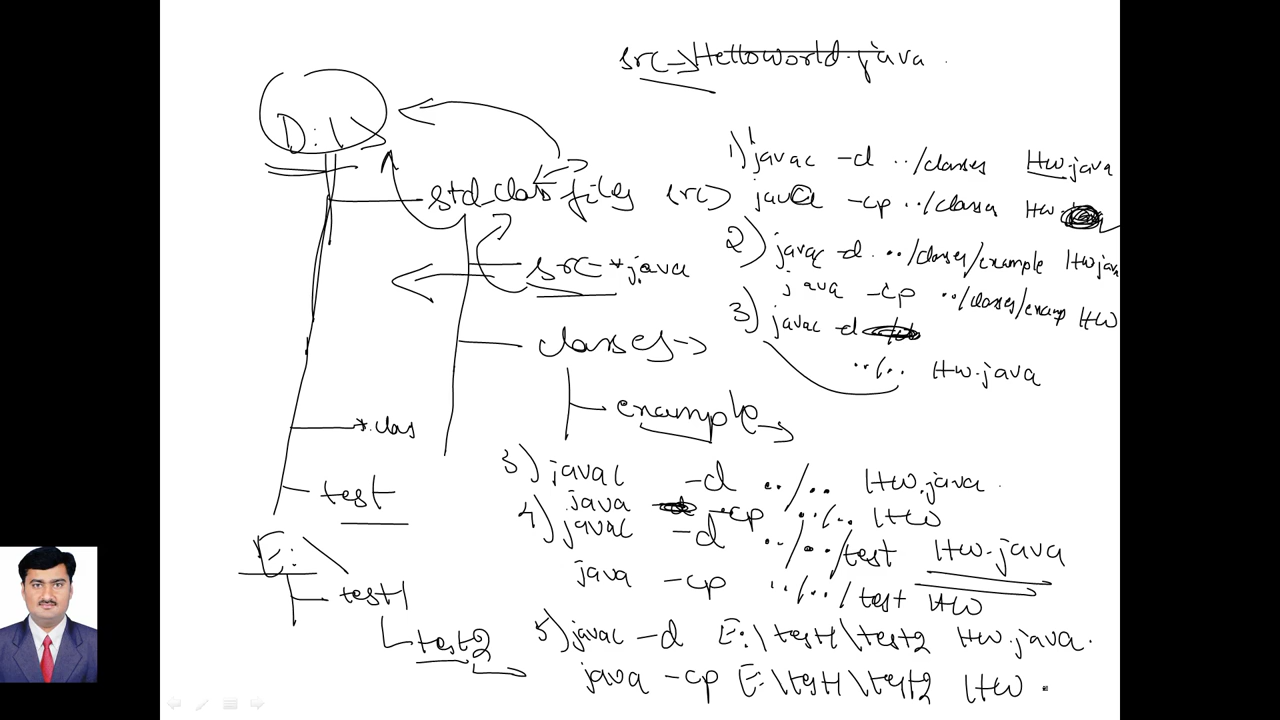 src→HelloWorld.java
D:\>
std_class files (src)
src - *.java
classes→
example
*.clas
test
E:\
test1
test2
1) javac -d ../classes HW.java
java -cp ../classes HW
2) javac -d ../classes/example HW.java
java -cp ../classes/examp HW
3) javac -d
../.. HW.java
3) javac -d ../.. HW.java
java -cp ../.. HW
4) javac -d ../../test HW.java
java -cp ../../test HW
5) javac -d E:\test1\test2 HW.java.
java -cp E:\test1\test2 HW.